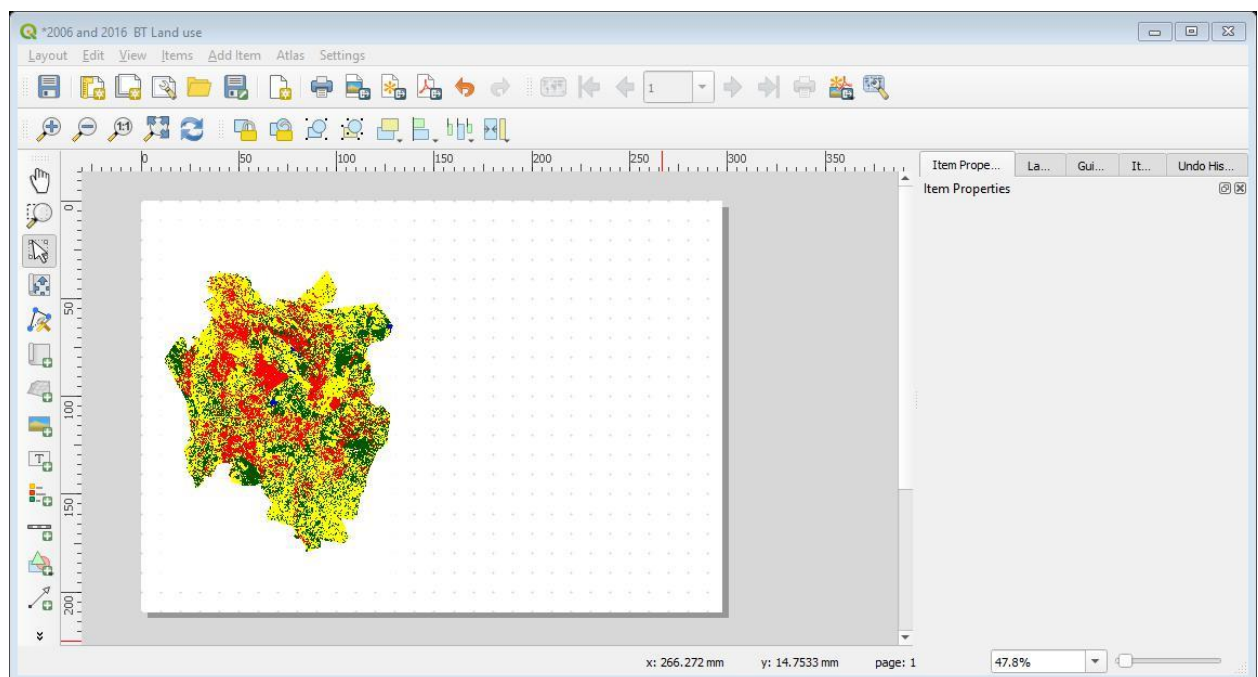 *2006 and 2016 BT Land use
Layout Edit View Items Add Item Atlas Settings
1:1
1
0 50 100 150 200 250 300 350
0
50
100
150
200
T
Item Prope... La... Gui... It... Undo His...
Item Properties
x: 266.272 mm y: 14.7533 mm page: 1 47.8%